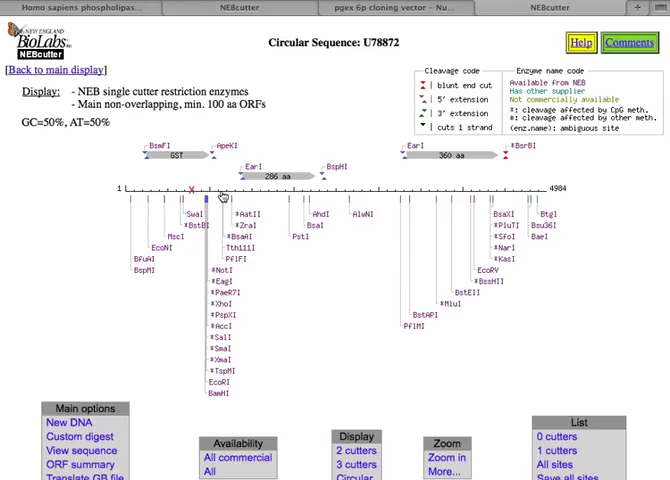 Homo sapiens phospholipas...
NEBcutter
pgex 6p cloning vector – Nu...
NEBcutter
NEW ENGLAND
BioLabs Inc.
NEBcutter
Circular Sequence: U78872
Help
Comments
[Back to main display]
Display: - NEB single cutter restriction enzymes
- Main non-overlapping, min. 100 aa ORFs
GC=50%, AT=50%
Cleavage code
blunt end cut
5' extension
3' extension
cuts 1 strand
Enzyme name code
Available from NEB
Has other supplier
Not commercially available
*: cleavage affected by CpG meth.
#: cleavage affected by other meth.
(enz.name): ambiguous site
BsmFI
ApeKI
GST
EarI
BspHI
286 aa
EarI
*BsrBI
360 aa
1
4984
SwaI
*BstBI
MscI
EcoNI
BfuAI
BspMI
*AatII
*ZraI
*BsaAI
Tth111I
PflFI
*NotI
*EagI
*PaeR7I
*XhoI
*PspXI
*AccI
*SalI
*SmaI
*XmaI
*TspMI
EcoRI
BamHI
AhdI
BsaI
PstI
AlwNI
BsaXI
*PluTI
*SfoI
*NarI
*KasI
EcoRV
*BssHII
BstEII
*MluI
BstAPI
PflMI
BtgI
Bsu36I
BaeI
Main options
New DNA
Custom digest
View sequence
ORF summary
Translate GB file
Availability
All commercial
All
Display
2 cutters
3 cutters
Circular
Zoom
Zoom in
More...
List
0 cutters
1 cutters
All sites
Save all sites